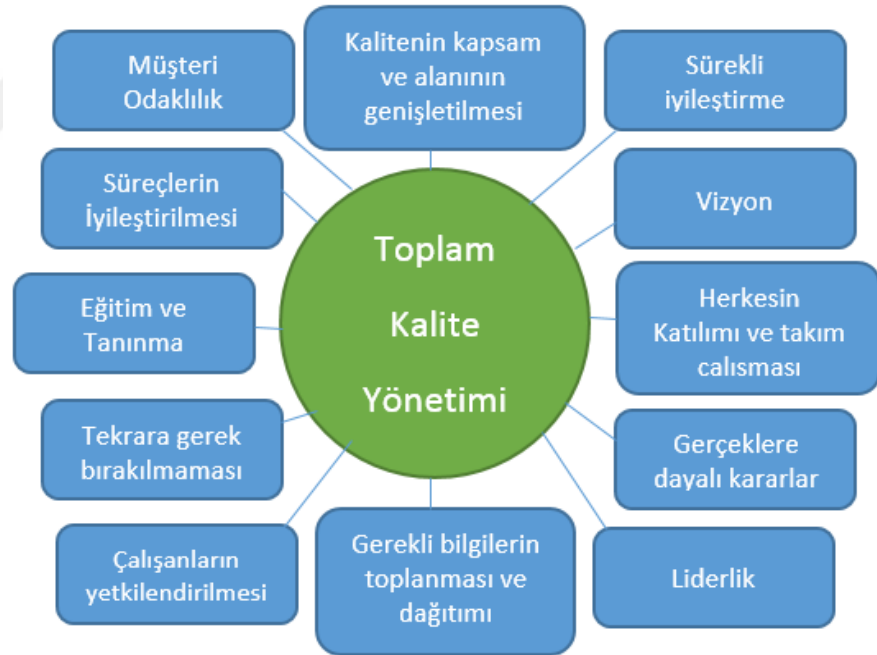 Müşteri
Odaklılık
Kalitenin kapsam
ve alanının
genişletilmesi
Sürekli
iyileştirme
Süreçlerin
İyileştirilmesi
Vizyon
Toplam
Kalite
Yönetimi
Eğitim ve
Tanınma
Herkesin
Katılımı ve takım
calısması
Tekrara gerek
bırakılmaması
Gerçeklere
dayalı kararlar
Çalışanların
yetkilendirilmesi
Gerekli bilgilerin
toplanması ve
dağıtımı
Liderlik